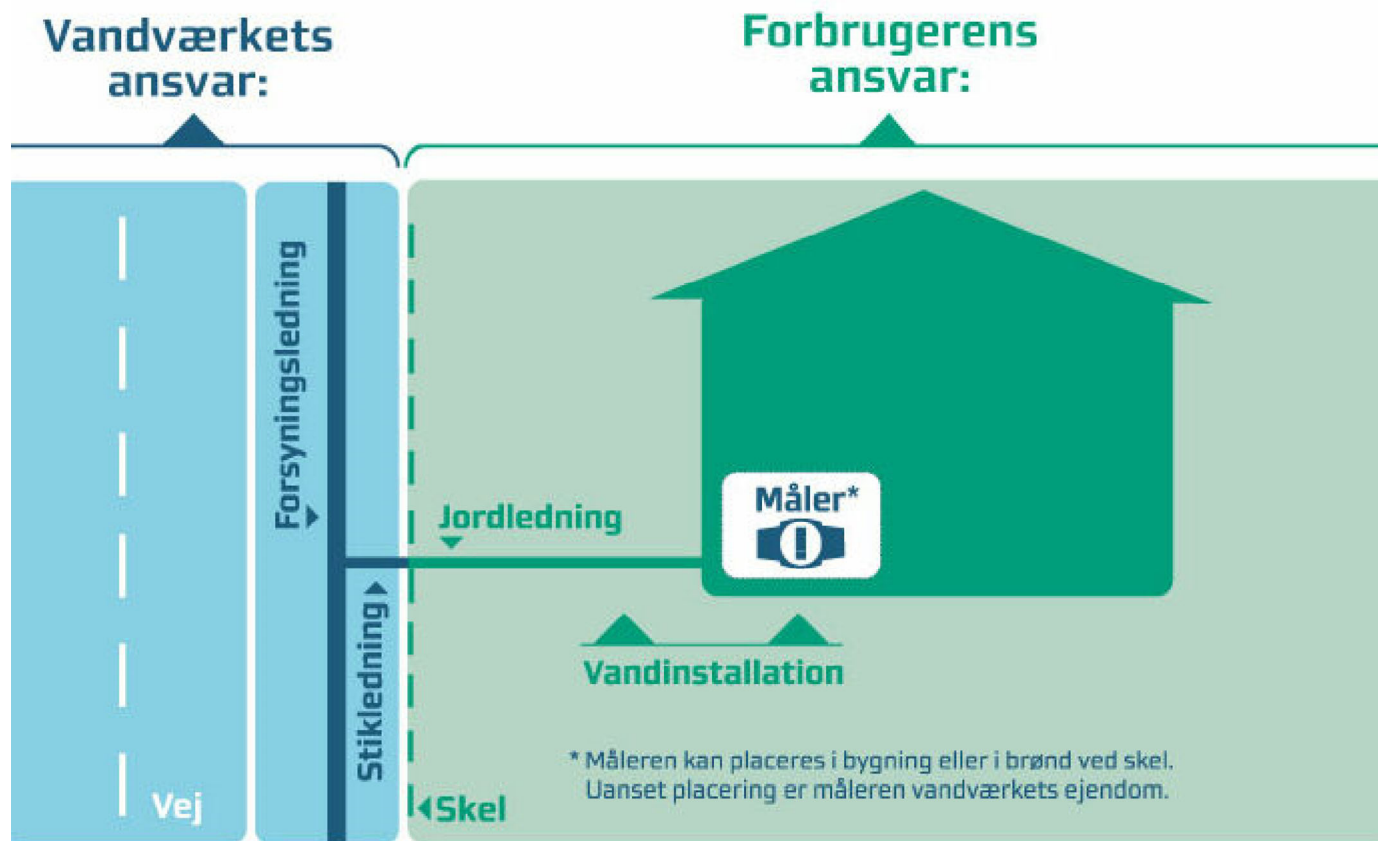 Vandværkets
ansvar:
Forbrugerens
ansvar:
Forsyningsledning
Stikledning
Vej
Jordledning
Måler*
Vandinstallation
* Måleren kan placeres i bygning eller i brønd ved skel.
Uanset placering er måleren vandværkets ejendom.
Skel